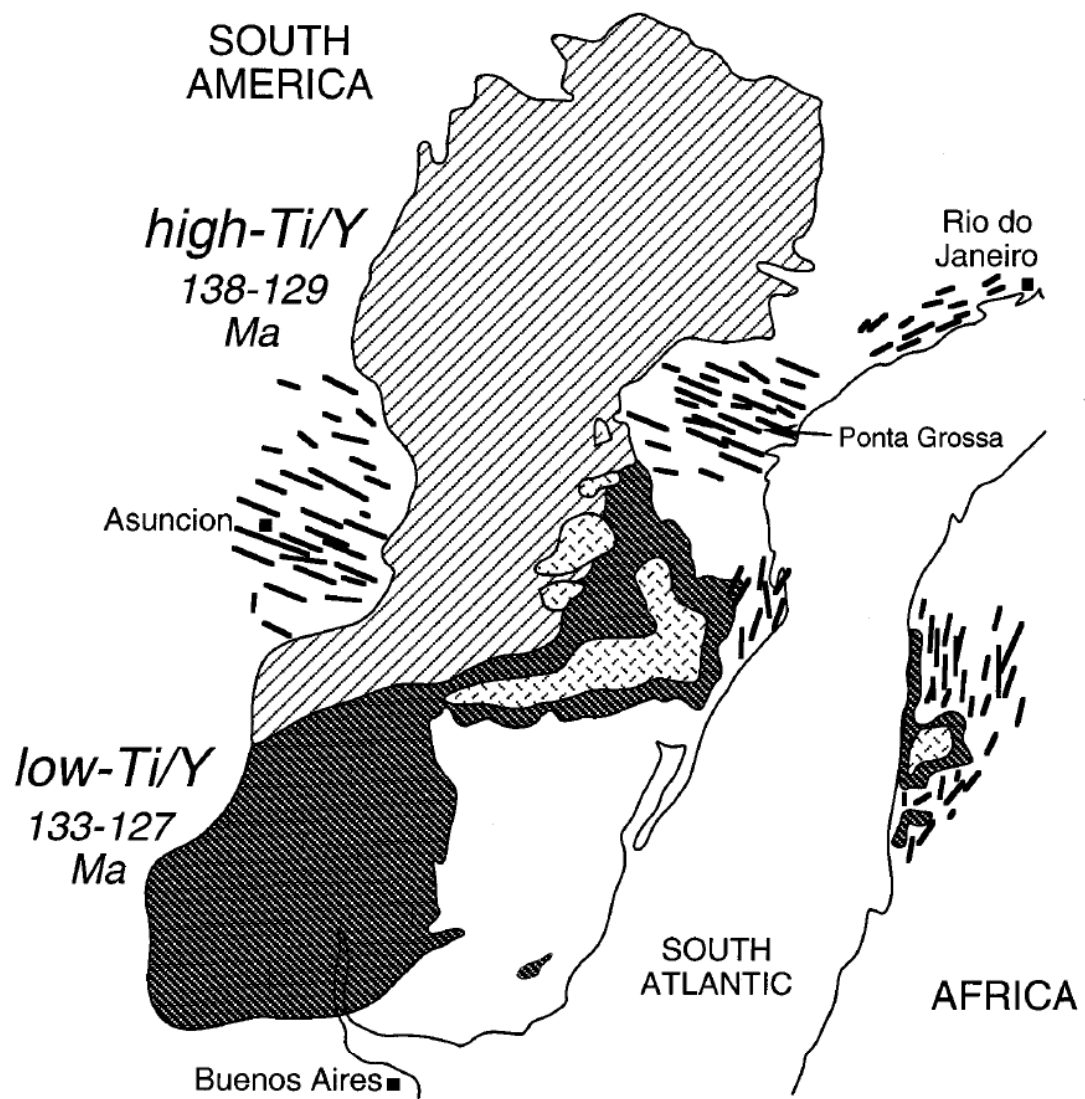 SOUTH
AMERICA
high-Ti/Y
138-129
Ma
Rio do
Janeiro
Ponta Grossa
Asuncion
low-Ti/Y
133-127
Ma
SOUTH
ATLANTIC
AFRICA
Buenos Aires